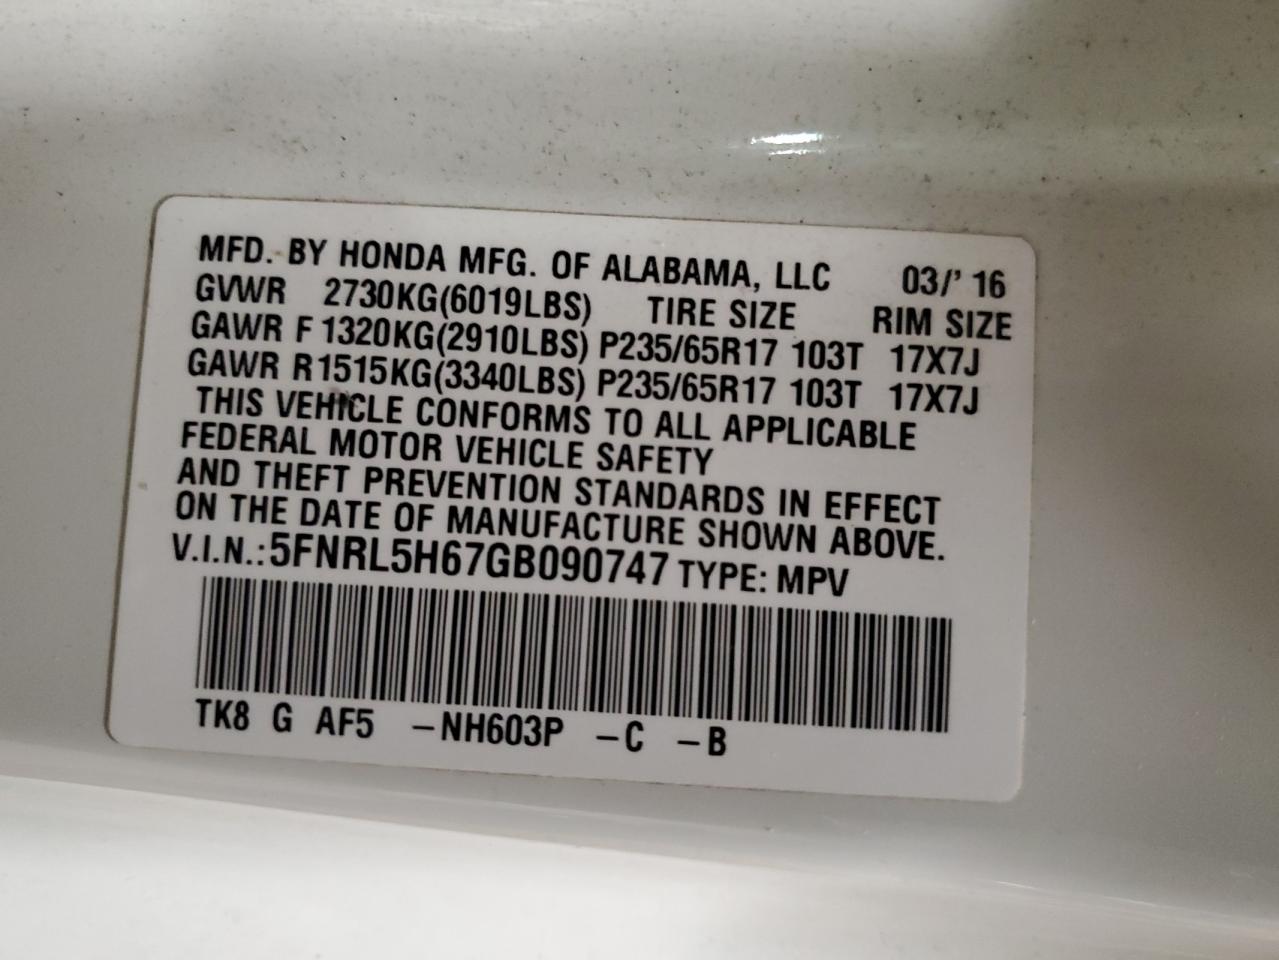 MFD. BY HONDA MFG. OF ALABAMA, LLC 03/' 16
GVWR 2730KG(6019LBS) TIRE SIZE RIM SIZE
GAWR F 1320KG(2910LBS) P235/65R17 103T 17X7J
GAWR R1515KG(3340LBS) P235/65R17 103T 17X7J
THIS VEHICLE CONFORMS TO ALL APPLICABLE
FEDERAL MOTOR VEHICLE SAFETY
AND THEFT PREVENTION STANDARDS IN EFFECT
ON THE DATE OF MANUFACTURE SHOWN ABOVE.
V.I.N.:5FNRL5H67GB090747 TYPE: MPV
TK8 G AF5 –NH603P –C –B